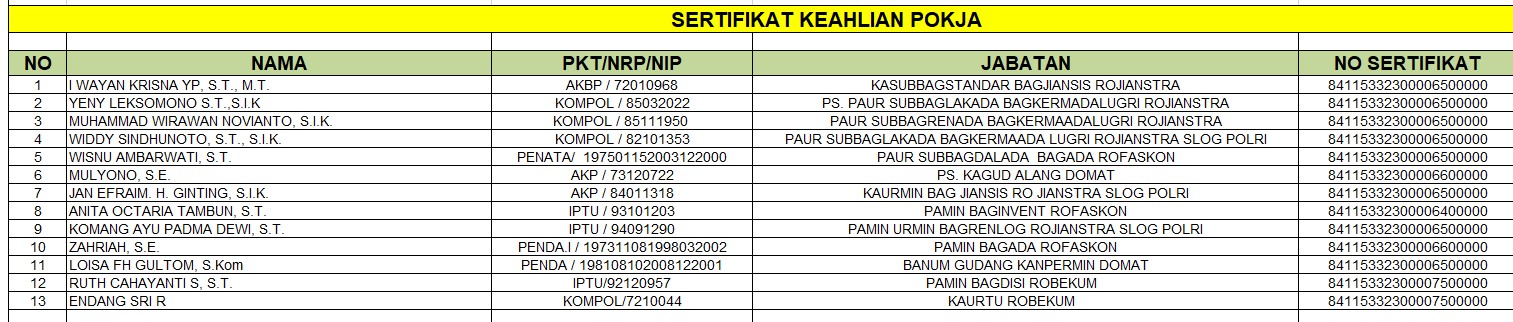 SERTIFIKAT KEAHLIAN POKJA
NO NAMA PKT/NRP/NIP JABATAN NO SERTIFIKAT
1 I WAYAN KRISNA YP, S.T., M.T. AKBP / 72010968 KASUBBAGSTANDAR BAGJIANSIS ROJIANSTRA 84115332300006500000
2 YENY LEKSOMONO S.T.,S.I.K KOMPOL / 85032022 PS. PAUR SUBBAGLAKADA BAGKERMADALUGRI ROJIANSTRA 84115332300006500000
3 MUHAMMAD WIRAWAN NOVIANTO, S.I.K. KOMPOL / 85111950 PAUR SUBBAGRENADA BAGKERMAADALUGRI ROJIANSTRA 84115332300006500000
4 WIDDY SINDHUNOTO, S.T., S.I.K. KOMPOL / 82101353 PAUR SUBBAGLAKADA BAGKERMAADA LUGRI ROJIANSTRA SLOG POLRI 84115332300006500000
5 WISNU AMBARWATI, S.T. PENATA/ 197501152003122000 PAUR SUBBAGDALADA BAGADA ROFASKON 84115332300006500000
6 MULYONO, S.E. AKP / 73120722 PS. KAGUD ALANG DOMAT 84115332300006600000
7 JAN EFRAIM. H. GINTING, S.I.K. AKP / 84011318 KAURMIN BAG JIANSIS RO JIANSTRA SLOG POLRI 84115332300006500000
8 ANITA OCTARIA TAMBUN, S.T. IPTU / 93101203 PAMIN BAGINVENT ROFASKON 84115332300006400000
9 KOMANG AYU PADMA DEWI, S.T. IPTU / 94091290 PAMIN URMIN BAGRENLOG ROJIANSTRA SLOG POLRI 84115332300006500000
10 ZAHRIAH, S.E. PENDA.I / 197311081998032002 PAMIN BAGADA ROFASKON 84115332300006600000
11 LOISA FH GULTOM, S.Kom PENDA / 198108102008122001 BANUM GUDANG KANPERMIN DOMAT 84115332300006500000
12 RUTH CAHAYANTI S, S.T. IPTU/92120957 PAMIN BAGDISI ROBEKUM 84115332300007500000
13 ENDANG SRI R KOMPOL/7210044 KAURTU ROBEKUM 84115332300007500000